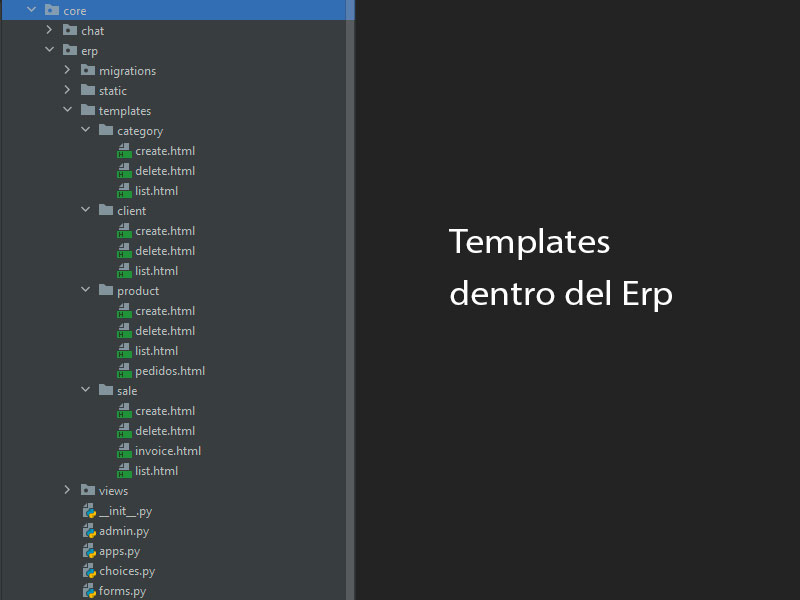 core
chat
erp
migrations
static
templates
category
create.html
delete.html
list.html
client
create.html
delete.html
list.html
product
create.html
delete.html
list.html
pedidos.html
sale
create.html
delete.html
invoice.html
list.html
views
__init__.py
admin.py
apps.py
choices.py
forms.py
Templates
dentro del Erp